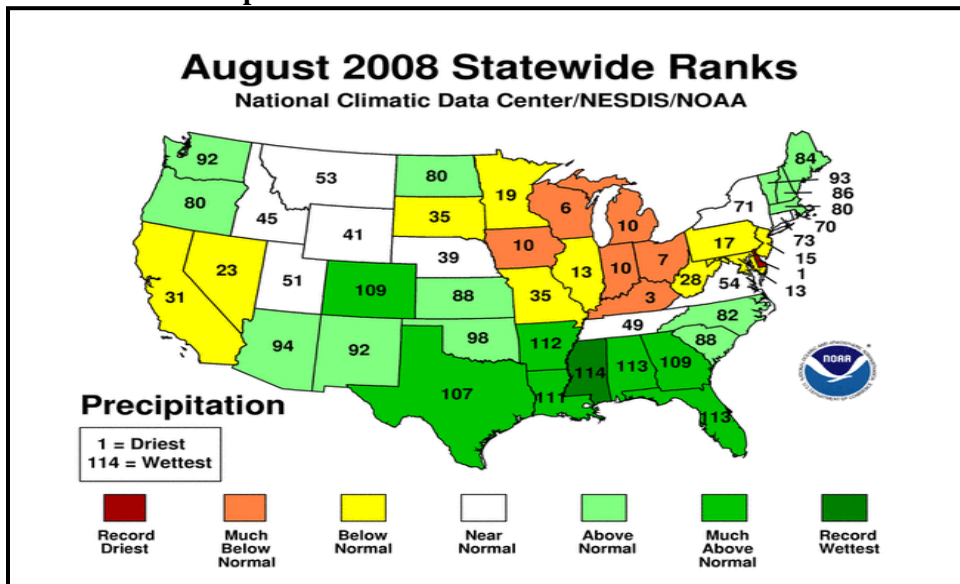 August 2008 Statewide Ranks
National Climatic Data Center/NESDIS/NOAA
92
53
80
19
84
93
86
80
70
73
15
1
13
80
45
41
35
6
10
71
31
23
51
109
39
10
13
10
7
17
28
54
88
35
3
94
92
98
49
82
88
107
112
111
114
113
109
113
NOAA
Precipitation
1 = Driest
114 = Wettest
Record
Driest
Much
Below
Normal
Below
Normal
Near
Normal
Above
Normal
Much
Above
Normal
Record
Wettest